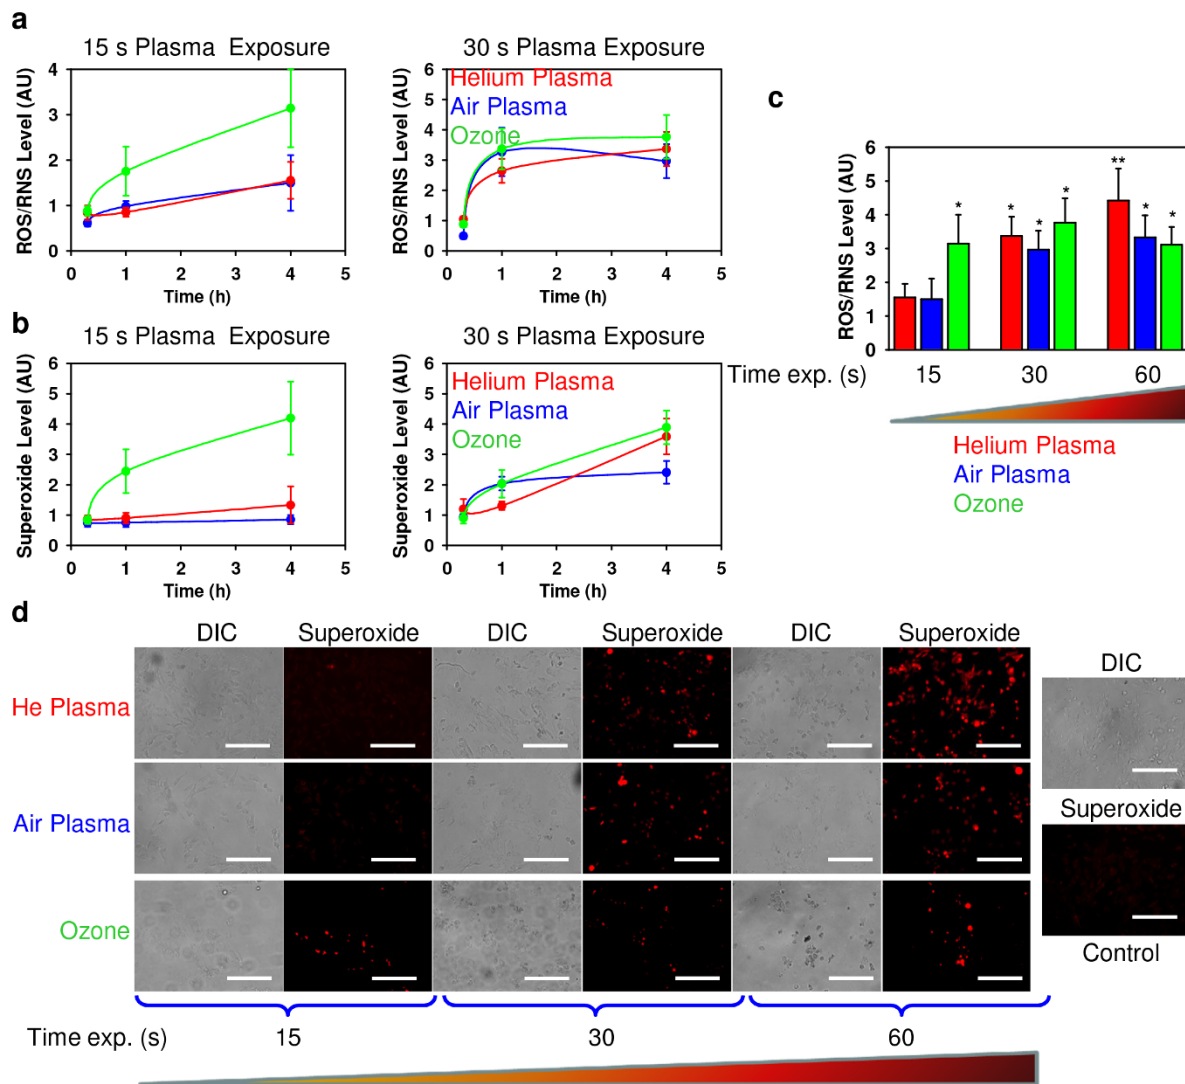 a
15 s Plasma Exposure
ROS/RNS Level (AU)
4
3
2
1
0
0 1 2 3 4 5
Time (h)
30 s Plasma Exposure
ROS/RNS Level (AU)
6
5
4
3
2
1
0
Helium Plasma
Air Plasma
Ozone
0 1 2 3 4 5
Time (h)
b
15 s Plasma Exposure
Superoxide Level (AU)
6
5
4
3
2
1
0
0 1 2 3 4 5
Time (h)
30 s Plasma Exposure
Superoxide Level (AU)
6
5
4
3
2
1
0
Helium Plasma
Air Plasma
Ozone
0 1 2 3 4 5
Time (h)
c
ROS/RNS Level (AU)
6
5
4
3
2
1
0
* * * * ** * *
Time exp. (s) 15 30 60
Helium Plasma
Air Plasma
Ozone
d
DIC Superoxide DIC Superoxide DIC Superoxide
He Plasma
Air Plasma
Ozone
DIC
Superoxide
Control
Time exp. (s) 15 30 60